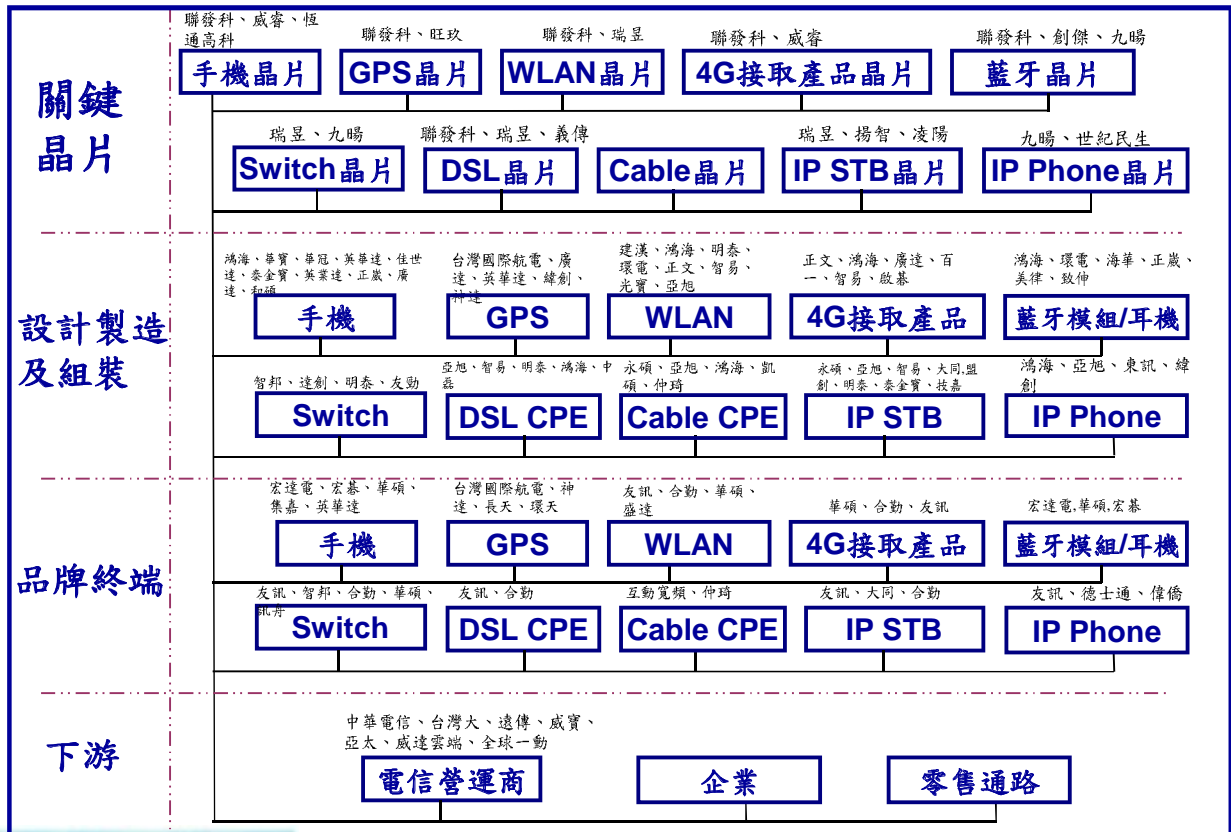 關鍵
晶片
聯發科、威睿、恆
通高科
手機晶片
聯發科、旺玖
GPS晶片
聯發科、瑞昱
WLAN晶片
聯發科、威睿
4G接取產品晶片
聯發科、創傑、九暘
藍牙晶片
瑞昱、九暘
Switch晶片
聯發科、瑞昱、義傳
DSL晶片
Cable晶片
瑞昱、揚智、凌陽
IP STB晶片
九暘、世紀民生
IP Phone晶片
設計製造
及組裝
鴻海、華寶、華冠、英華達、佳世
達、泰金寶、英業達、正崴、廣
達、和碩
手機
台灣國際航電、廣
達、英華達、緯創、
神達
GPS
建漢、鴻海、明泰、
環電、正文、智易、
光寶、亞旭
WLAN
正文、鴻海、廣達、百
一、智易、啟碁
4G接取產品
鴻海、環電、海華、正崴、
美律、致伸
藍牙模組/耳機
智邦、達創、明泰、友勁
Switch
亞旭、智易、明泰、鴻海、中
磊
DSL CPE
永碩、亞旭、鴻海、凱
碩、仲琦
Cable CPE
永碩、亞旭、智易、大同,盟
創、明泰、泰金寶、技嘉
IP STB
鴻海、亞旭、東訊、緯
創
IP Phone
品牌終端
宏達電、宏碁、華碩、
集嘉、英華達
手機
台灣國際航電、神
達、長天、環天
GPS
友訊、合勤、華碩、
盛達
WLAN
華碩、合勤、友訊
4G接取產品
宏達電,華碩,宏碁
藍牙模組/耳機
友訊、智邦、合勤、華碩、
訊舟
Switch
友訊、合勤
DSL CPE
互動寬頻、仲琦
Cable CPE
友訊、大同、合勤
IP STB
友訊、德士通、偉僑
IP Phone
下游
中華電信、台灣大、遠傳、威寶、
亞太、威達雲端、全球一動
電信營運商
企業
零售通路